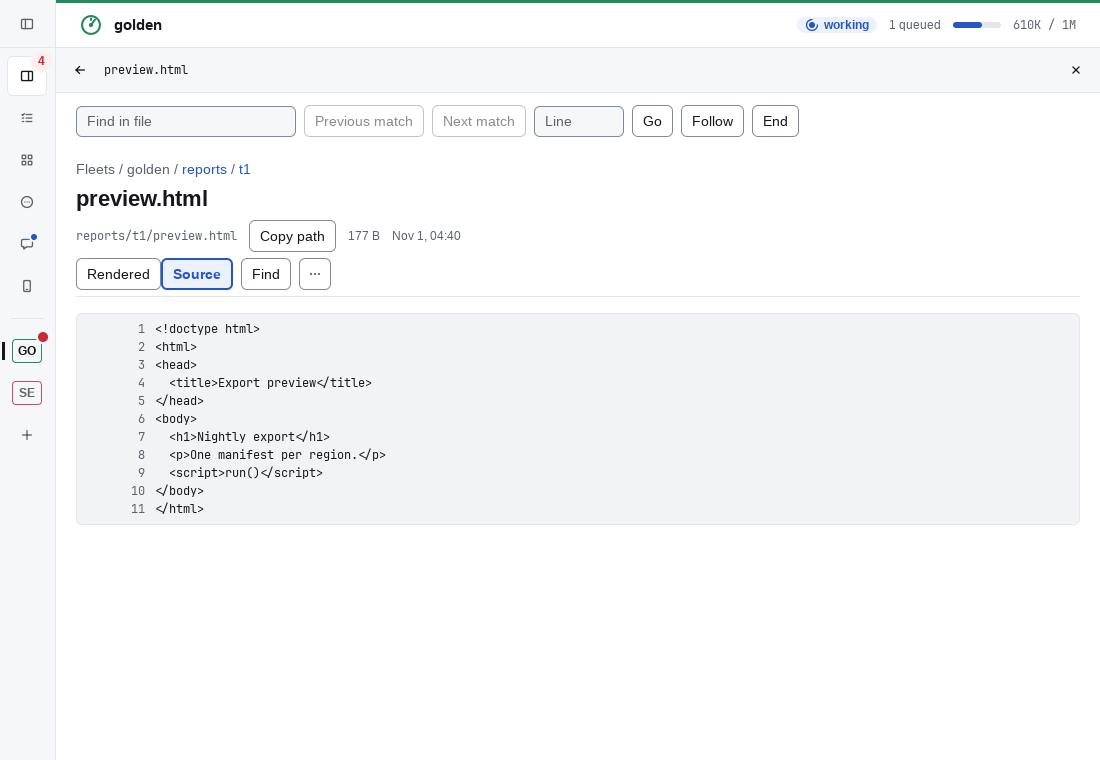 golden
working
1 queued
610K / 1M
4
preview.html
Find in file
Previous match
Next match
Line
Go
Follow
End
Fleets / golden / reports / t1
preview.html
reports/t1/preview.html
Copy path
177 B
Nov 1, 04:40
Rendered
Source
Find
GO
SE
1 <!doctype html>
2 <html>
3 <head>
4   <title>Export preview</title>
5 </head>
6 <body>
7   <h1>Nightly export</h1>
8   <p>One manifest per region.</p>
9   <script>run()</script>
10 </body>
11 </html>